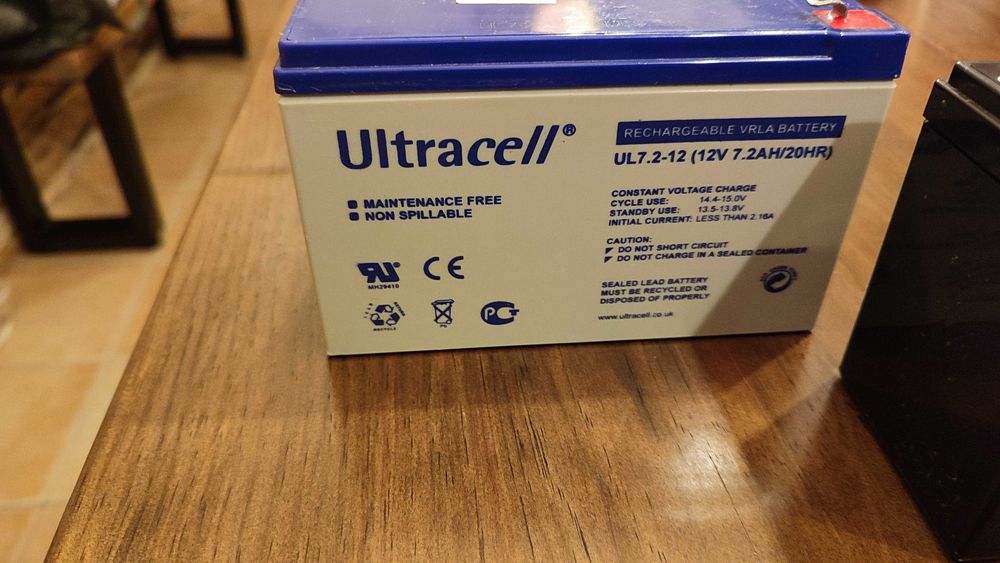 Ultracell®
MAINTENANCE FREE
NON SPILLABLE
MH29410
CE
LEAD
RECYCLE
Pb
RECHARGEABLE VRLA BATTERY
UL7.2-12 (12V 7.2AH/20HR)
CONSTANT VOLTAGE CHARGE
CYCLE USE: 14.4-15.0V
STANDBY USE: 13.5-13.8V
INITIAL CURRENT: LESS THAN 2.16A
CAUTION:
DO NOT SHORT CIRCUIT
DO NOT CHARGE IN A SEALED CONTAINER
SEALED LEAD BATTERY
MUST BE RECYCLED OR
DISPOSED OF PROPERLY
www.ultracell.co.uk